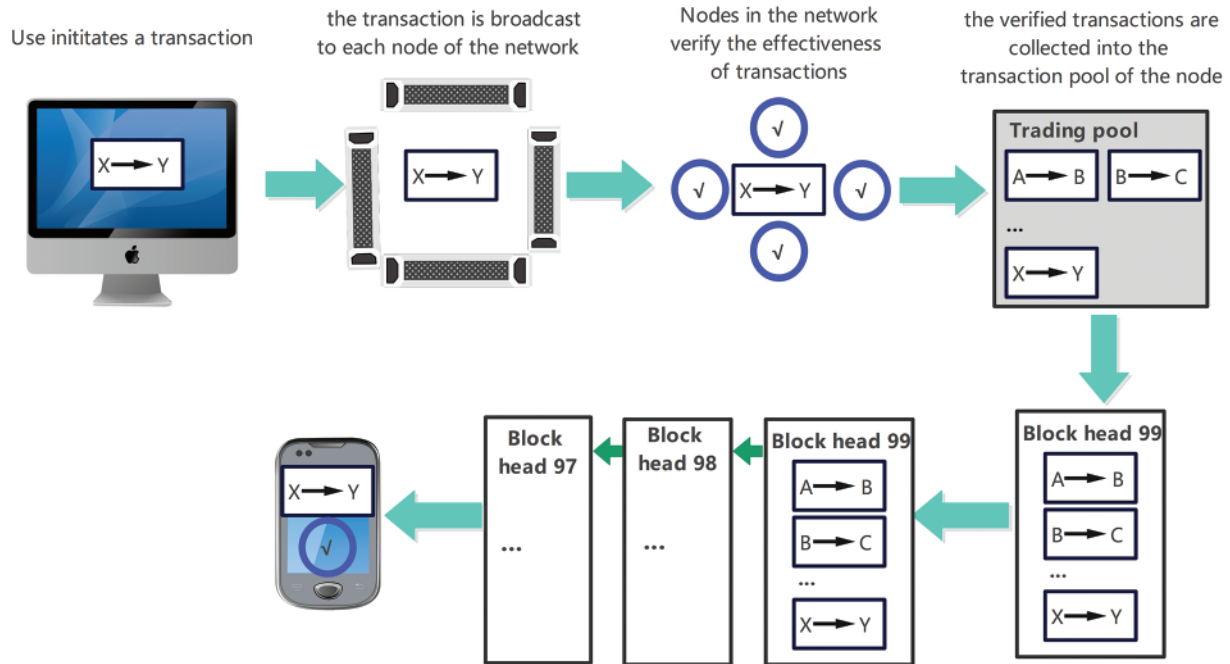 Use inititates a transaction
the transaction is broadcast
to each node of the network
Nodes in the network
verify the effectiveness
of transactions
the verified transactions are
collected into the
transaction pool of the node
X Y
X Y
√
√ X Y √
√
Trading pool
A B B C
...
X Y
Block head 99
A B
B C
...
X Y
Block head 99
A B
B C
...
X Y
Block
head 98
...
Block
head 97
...
X Y
√